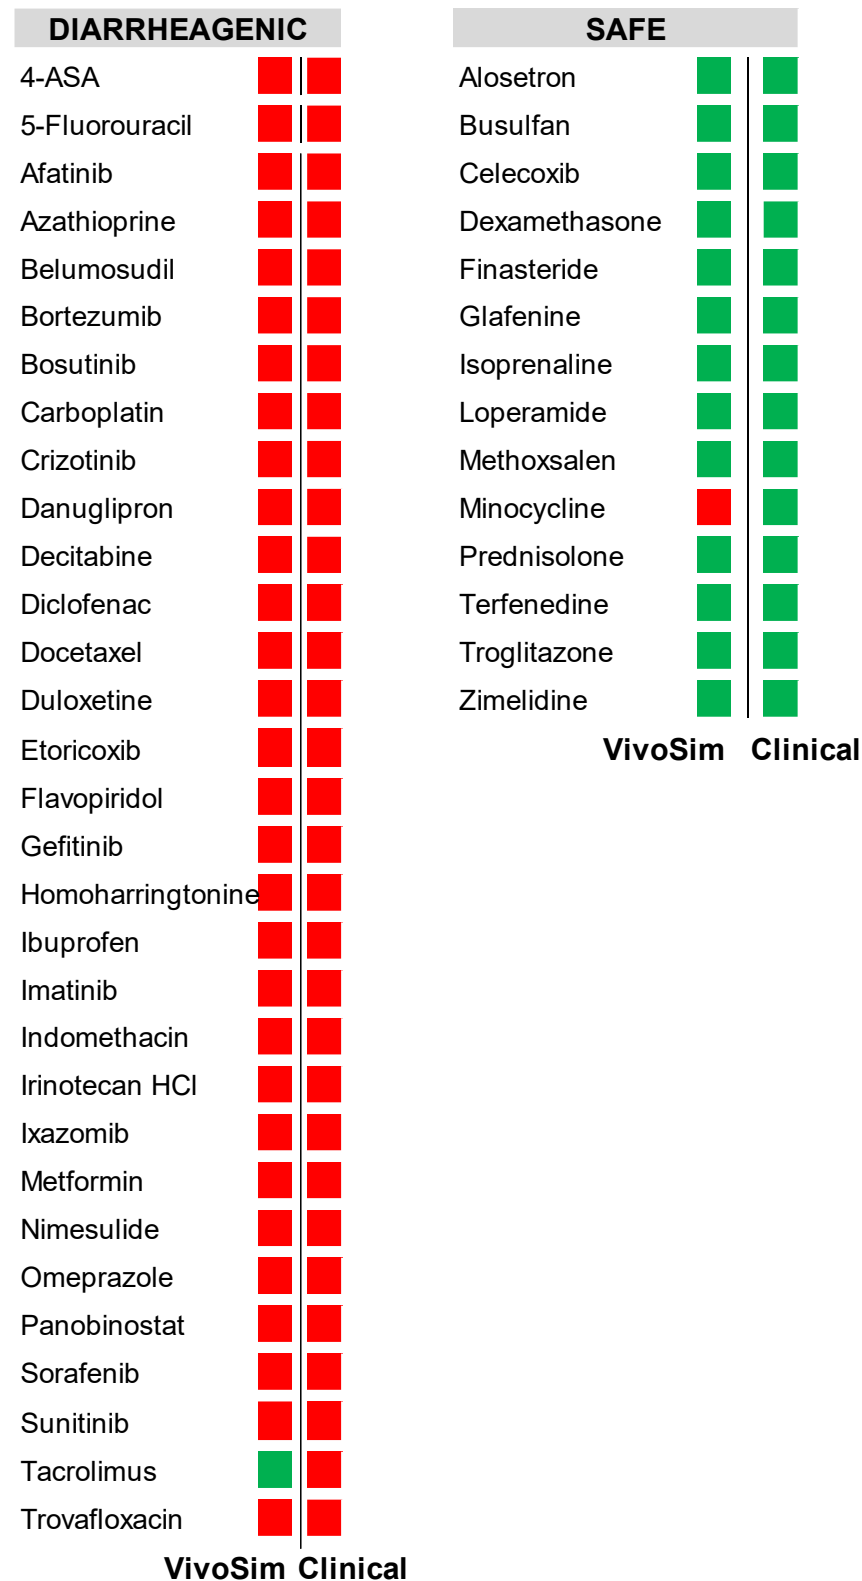 DIARRHEAGENIC
4-ASA
5-Fluorouracil
Afatinib
Azathioprine
Belumosudil
Bortezumib
Bosutinib
Carboplatin
Crizotinib
Danuglipron
Decitabine
Diclofenac
Docetaxel
Duloxetine
Etoricoxib
Flavopiridol
Gefitinib
Homoharringtonine
Ibuprofen
Imatinib
Indomethacin
Irinotecan HCl
Ixazomib
Metformin
Nimesulide
Omeprazole
Panobinostat
Sorafenib
Sunitinib
Tacrolimus
Trovafloxacin
VivoSim Clinical
SAFE
Alosetron
Busulfan
Celecoxib
Dexamethasone
Finasteride
Glafenine
Isoprenaline
Loperamide
Methoxsalen
Minocycline
Prednisolone
Terfenedine
Troglitazone
Zimelidine
VivoSim Clinical